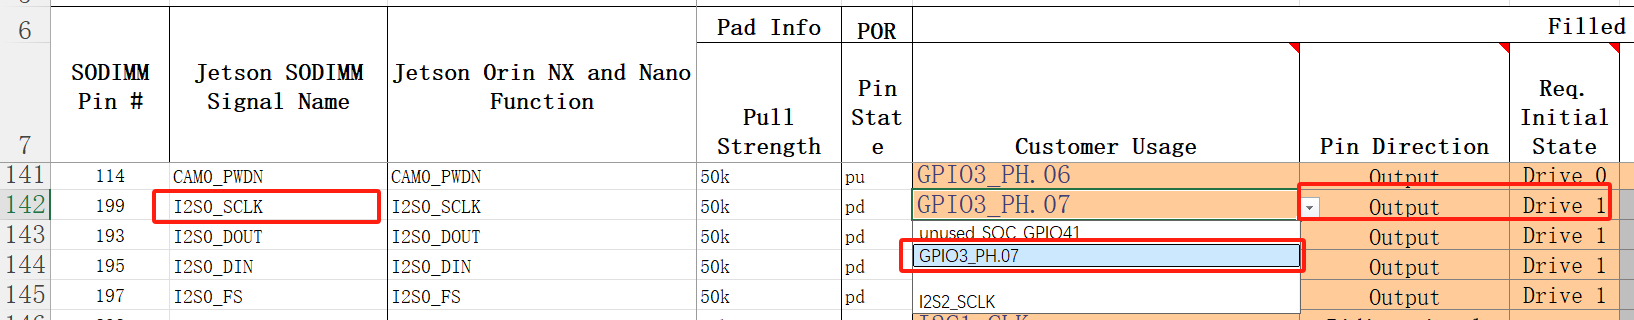 6 Pad Info POR Filled
7 SODIMM Pin # Jetson SODIMM Signal Name Jetson Orin NX and Nano Function Pull Strength Pin State Customer Usage Pin Direction Req. Initial State
141 114 CAM0_PWDN CAM0_PWDN 50k pu GPIO3_PH.06 Output Drive 0
142 199 I2S0_SCLK I2S0_SCLK 50k pd GPIO3_PH.07 Output Drive 1
143 193 I2S0_DOUT I2S0_DOUT 50k pd unused_SOC_GPIO41 Output Drive 1
144 195 I2S0_DIN I2S0_DIN 50k pd GPIO3_PH.07 Output Drive 1
145 197 I2S0_FS I2S0_FS 50k pd I2S2_SCLK Output Drive 1